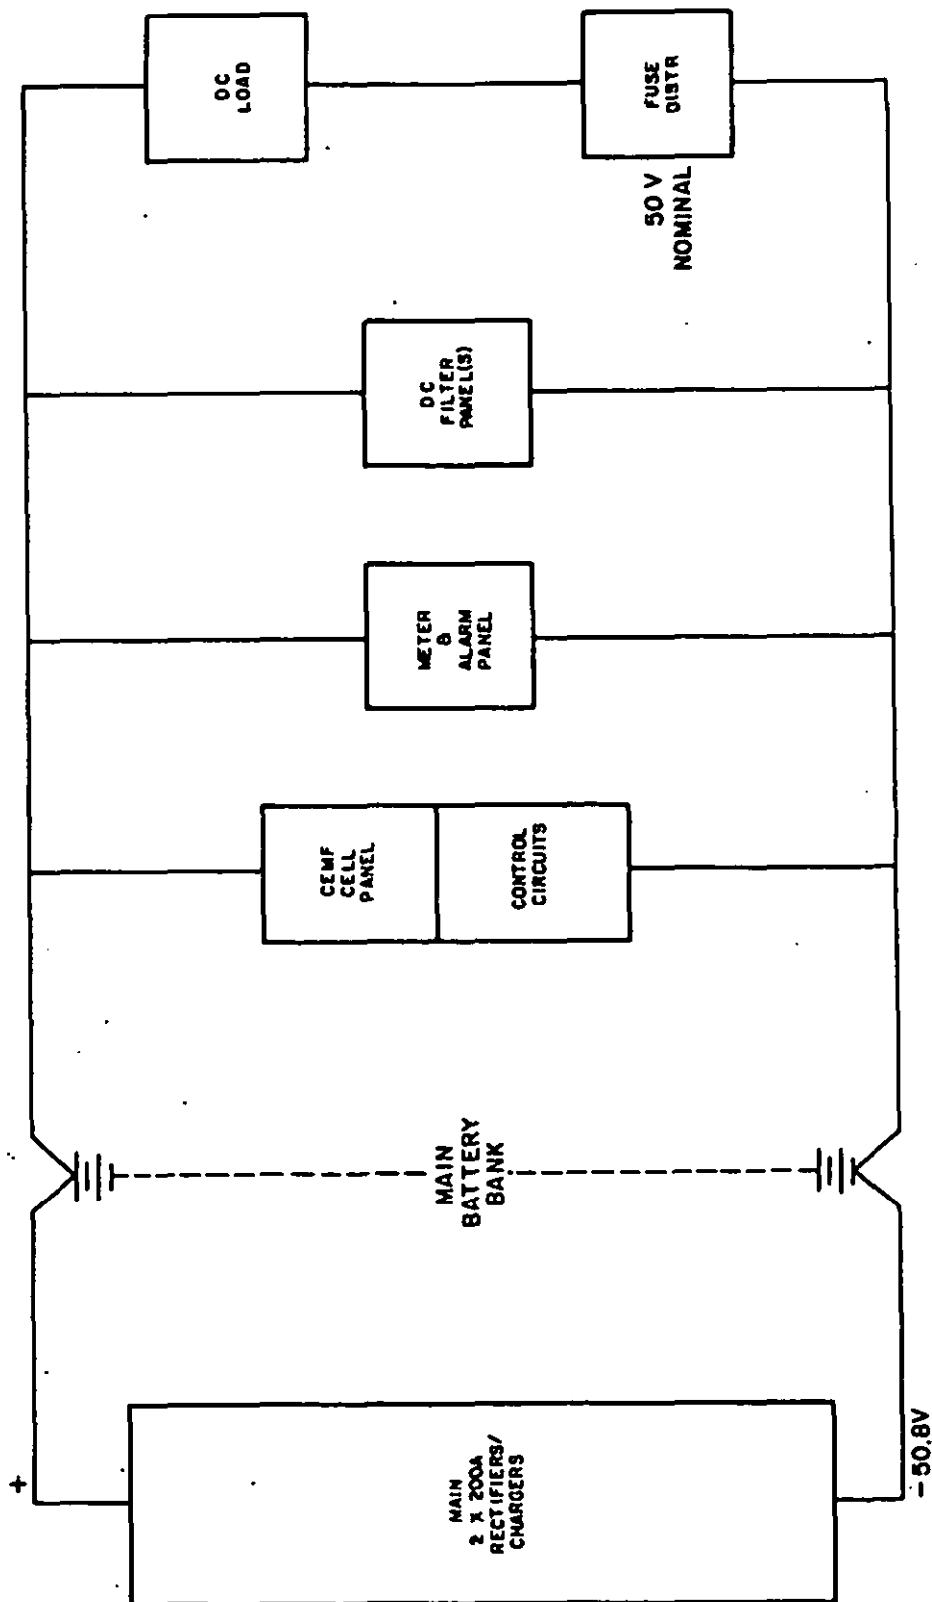 +
MAIN
2 X 200A
RECTIFIERS/
CHARGERS
-50.8V
MAIN
BATTERY
BANK
CEMF
CELL
PANEL
CONTROL
CIRCUITS
METER
&
ALARM
PANEL
DC
FILTER
PANEL(S)
DC
LOAD
FUSE
DISTR
50 V
NOMINAL